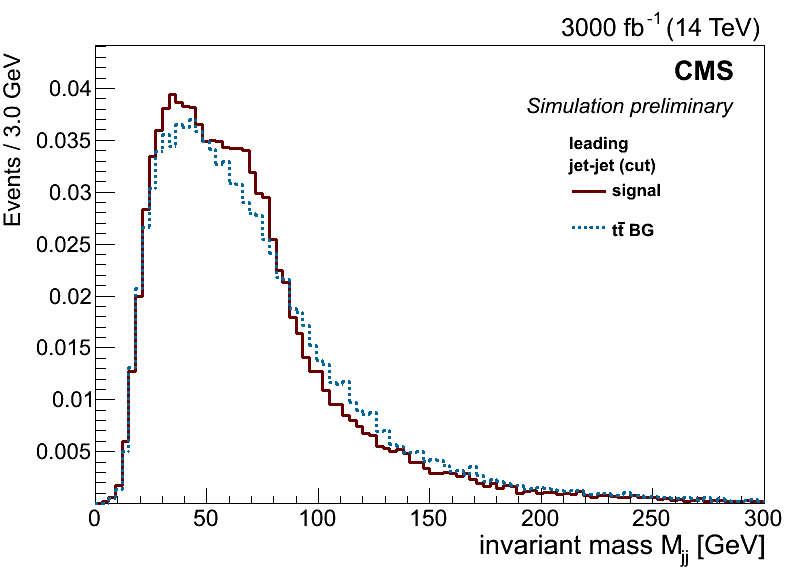 3000 fb-1 (14 TeV)
CMS
Simulation preliminary
leading
jet-jet (cut)
signal
tt̄ BG
Events / 3.0 GeV
0.04
0.035
0.03
0.025
0.02
0.015
0.01
0.005
0 50 100 150 200 250 300
invariant mass Mjj [GeV]